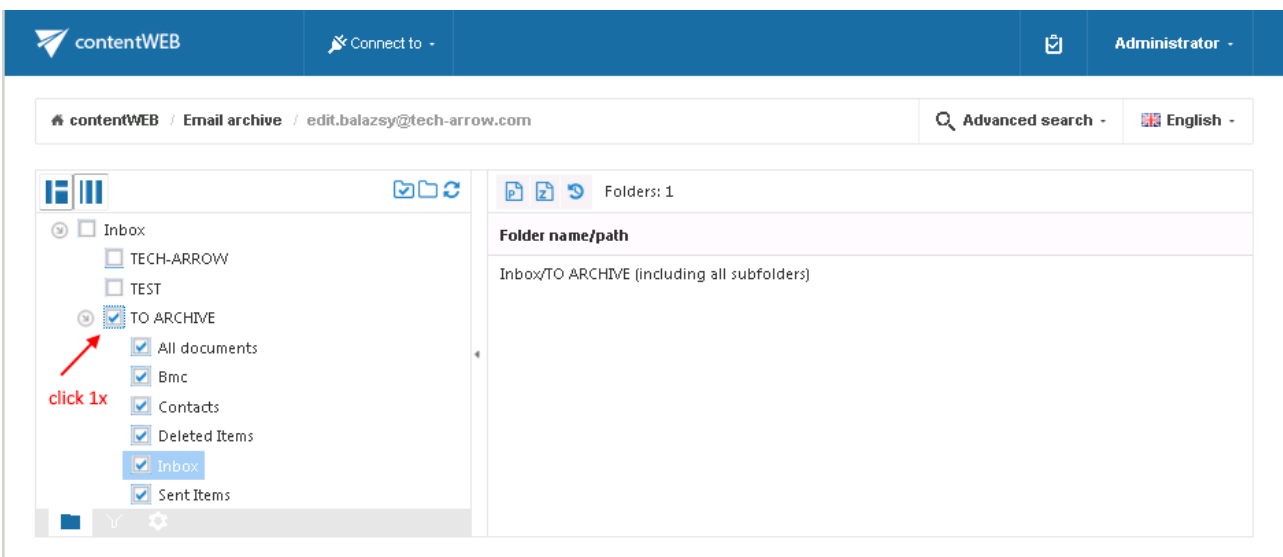 contentWEB
Connect to
Administrator
contentWEB / Email archive / edit.balazsy@tech-arrow.com
Advanced search
English
P Z Folders: 1
Inbox
TECH-ARROW
TEST
TO ARCHIVE
All documents
Bmc
Contacts
Deleted Items
Inbox
Sent Items
click 1x
Folder name/path
Inbox/TO ARCHIVE (including all subfolders)